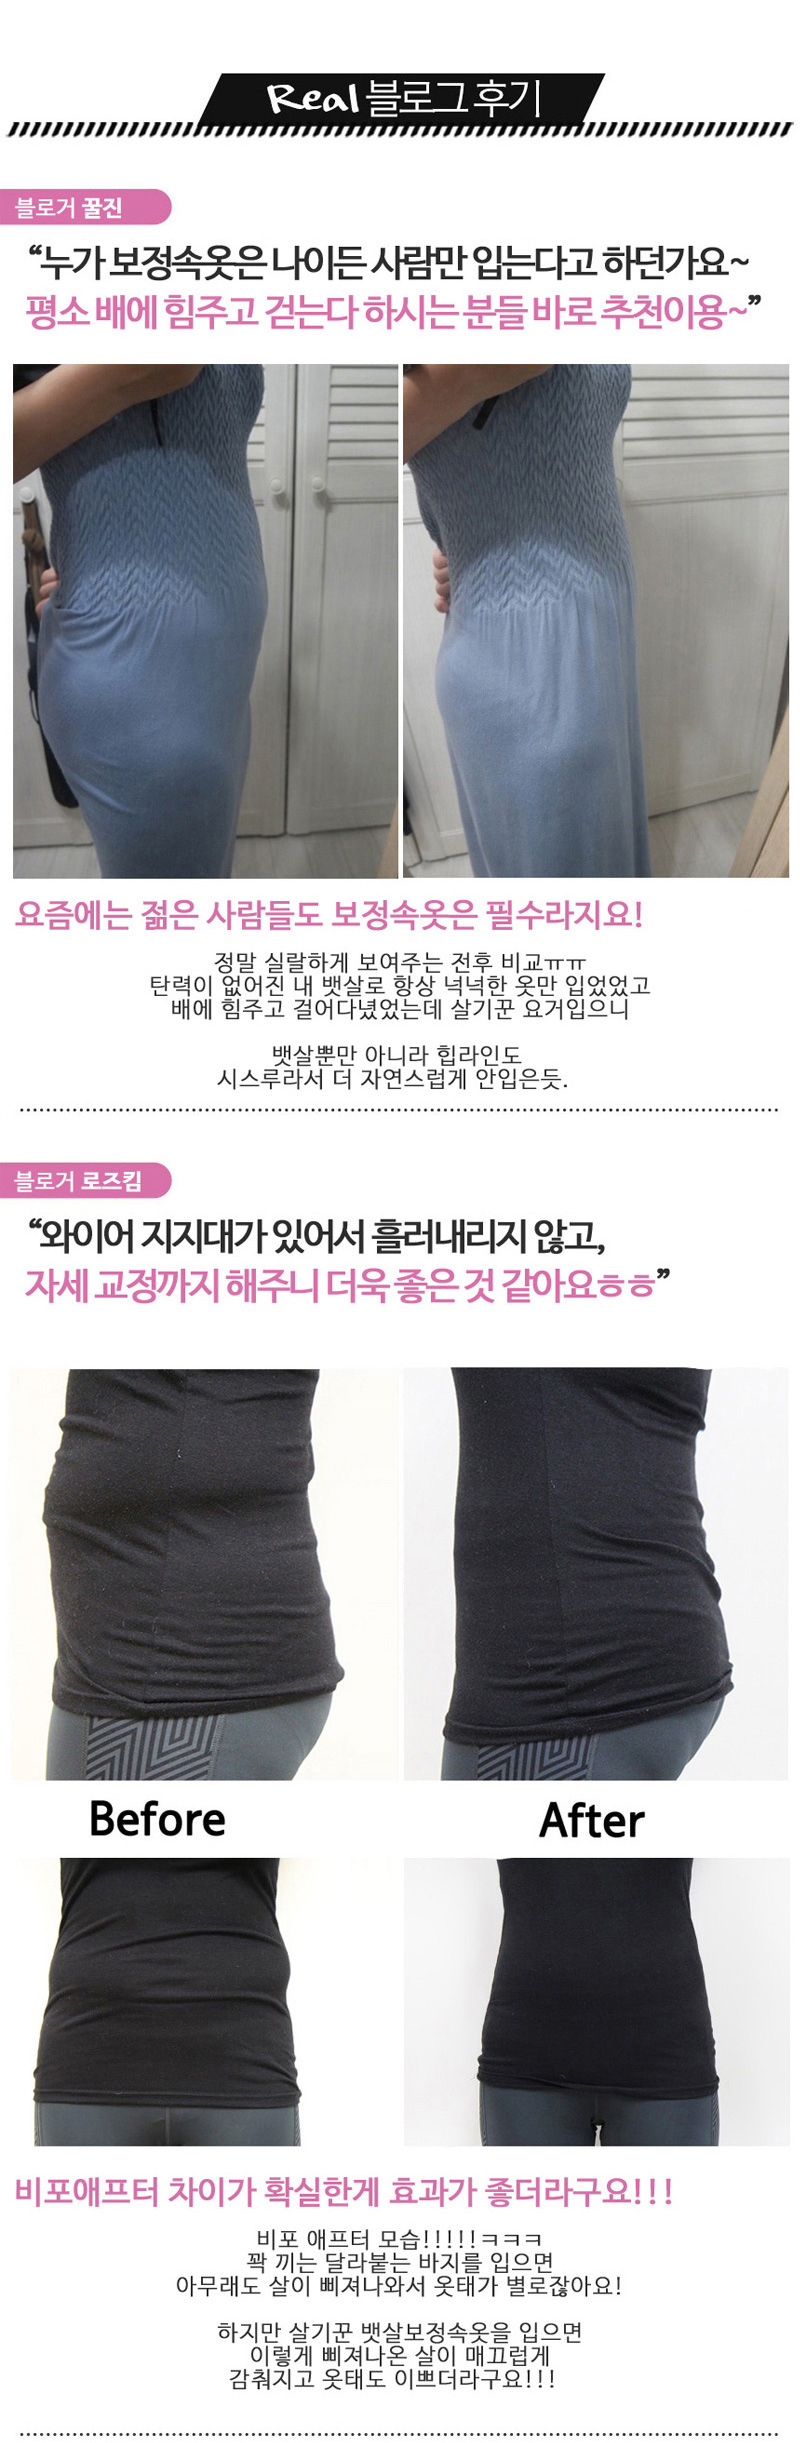 Real 블로그 후기
블로거 꿀진
“누가 보정속옷은 나이든 사람만 입는다고 하던가요~
평소 배에 힘주고 걷는다 하시는 분들 바로 추천이용~”
요즘에는 젊은 사람들도 보정속옷은 필수라지요!
정말 실랄하게 보여주는 전후 비교ㅠㅠ
탄력이 없어진 내 뱃살로 항상 넉넉한 옷만 입었었고
배에 힘주고 걸어다녔었는데 살기꾼 요거입으니
뱃살뿐만 아니라 힙라인도
시스루라서 더 자연스럽게 안입은듯.
블로거 로즈킴
“와이어 지지대가 있어서 흘러내리지 않고,
자세 교정까지 해주니 더욱 좋은 것 같아요ㅎㅎ”
Before
After
비포애프터 차이가 확실한게 효과가 좋더라구요!!!
비포 애프터 모습!!!!!ㅋㅋㅋ
꽉 끼는 달라붙는 바지를 입으면
아무래도 살이 삐져나와서 옷태가 별로잖아요!
하지만 살기꾼 뱃살보정속옷을 입으면
이렇게 삐져나온 살이 매끄럽게
감춰지고 옷태도 이쁘더라구요!!!